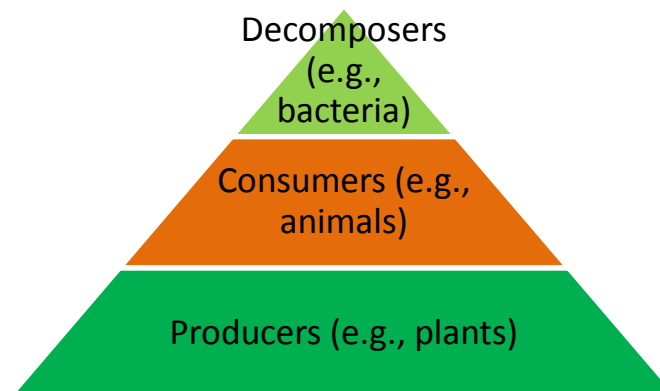 Decomposers
(e.g.,
bacteria)
Consumers (e.g.,
animals)
Producers (e.g., plants)